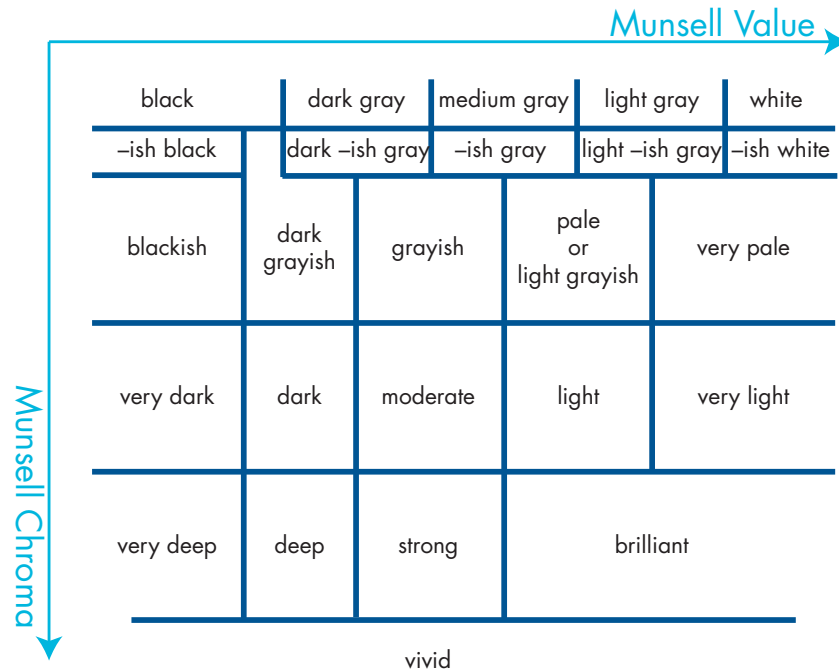 Munsell Value
black dark gray medium gray light gray white
–ish black dark –ish gray –ish gray light –ish gray –ish white
blackish
dark
grayish
grayish
pale
or
light grayish
very pale
very dark dark moderate light very light
very deep deep strong brilliant
vivid
Munsell Chroma